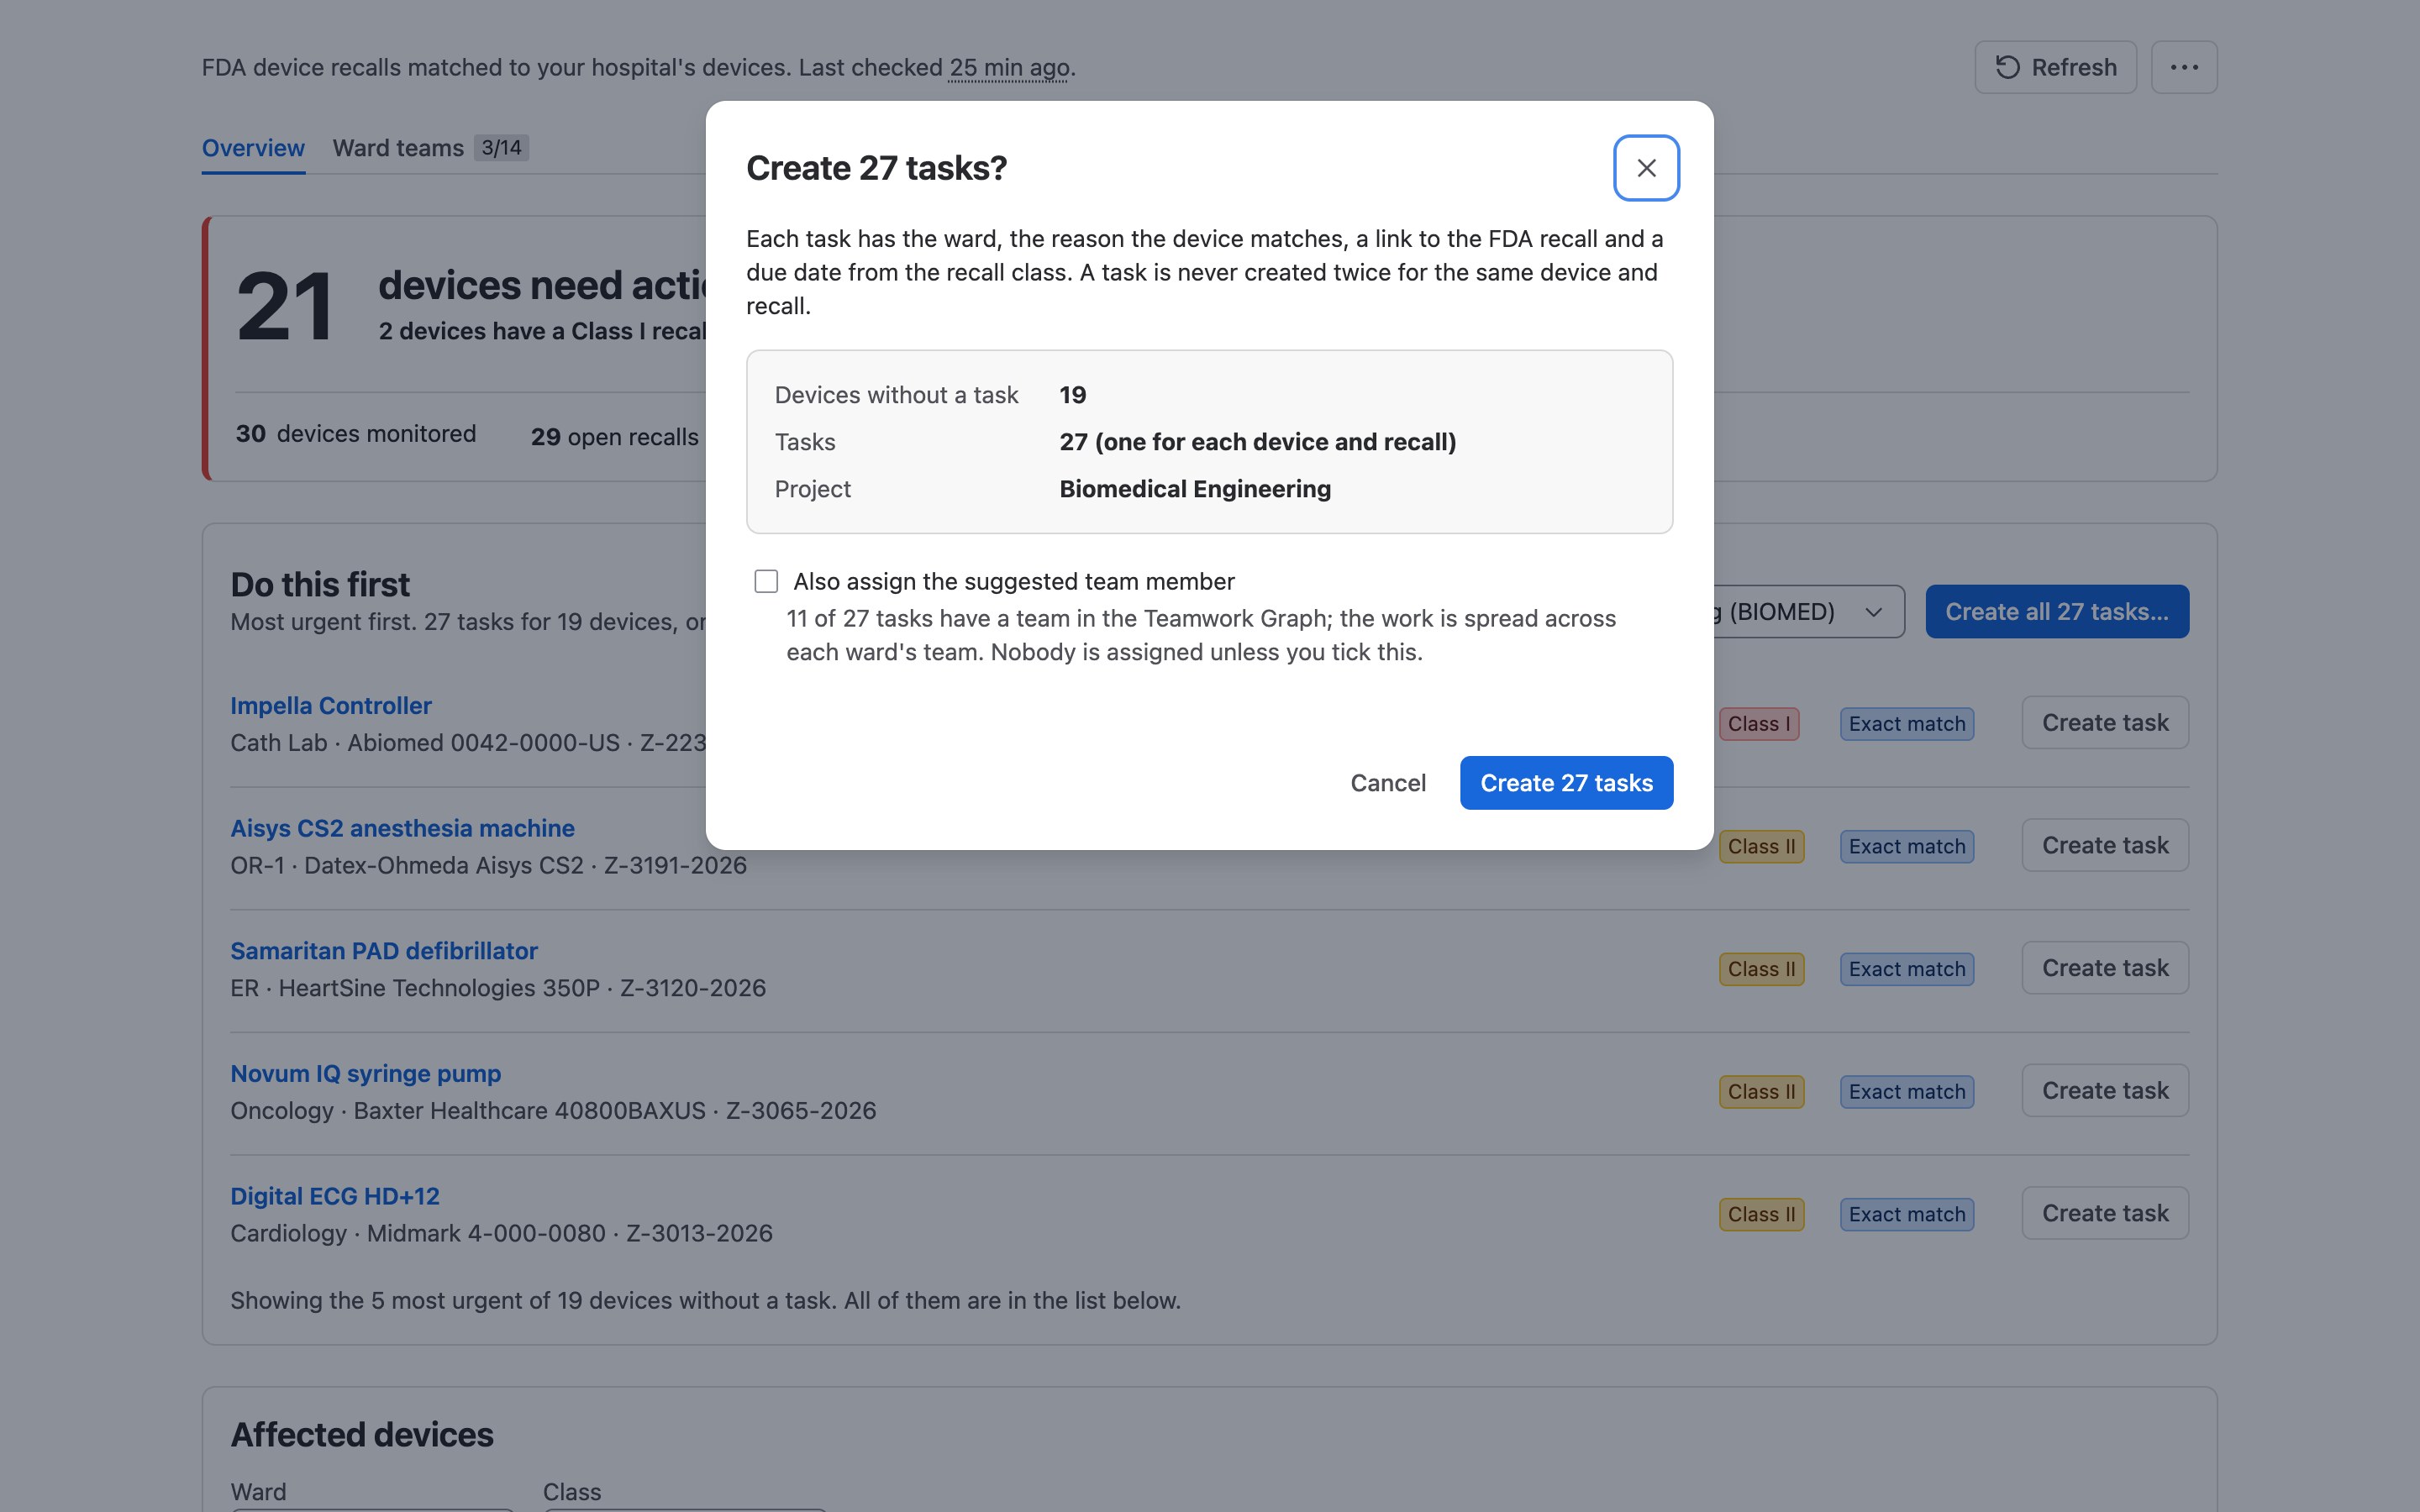 FDA device recalls matched to your hospital's devices. Last checked 25 min ago.
Refresh
Overview
Ward teams 3/14
21
devices need acti
2 devices have a Class I recal
30 devices monitored
29 open recalls
Create 27 tasks?
Each task has the ward, the reason the device matches, a link to the FDA recall and a
due date from the recall class. A task is never created twice for the same device and
recall.
Devices without a task 19
Tasks 27 (one for each device and recall)
Project Biomedical Engineering
Also assign the suggested team member
11 of 27 tasks have a team in the Teamwork Graph; the work is spread across
each ward's team. Nobody is assigned unless you tick this.
Cancel
Create 27 tasks
Do this first
Most urgent first. 27 tasks for 19 devices, or
g (BIOMED)
Create all 27 tasks...
Impella Controller
Cath Lab · Abiomed 0042-0000-US · Z-223
Class I
Exact match
Create task
Aisys CS2 anesthesia machine
OR-1 · Datex-Ohmeda Aisys CS2 · Z-3191-2026
Class II
Exact match
Create task
Samaritan PAD defibrillator
ER · HeartSine Technologies 350P · Z-3120-2026
Class II
Exact match
Create task
Novum IQ syringe pump
Oncology · Baxter Healthcare 40800BAXUS · Z-3065-2026
Class II
Exact match
Create task
Digital ECG HD+12
Cardiology · Midmark 4-000-0080 · Z-3013-2026
Class II
Exact match
Create task
Showing the 5 most urgent of 19 devices without a task. All of them are in the list below.
Affected devices
Ward
Class